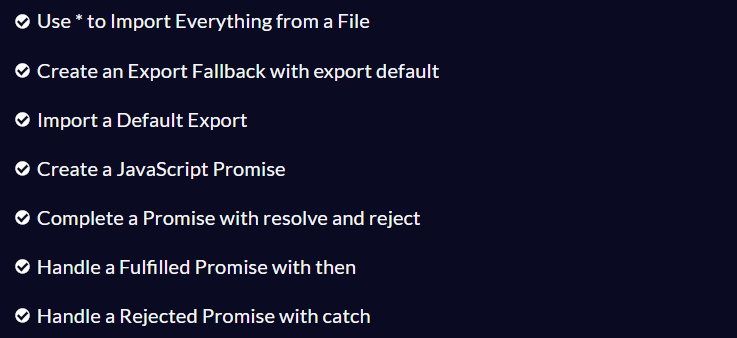 Use * to Import Everything from a File
Create an Export Fallback with export default
Import a Default Export
Create a JavaScript Promise
Complete a Promise with resolve and reject
Handle a Fulfilled Promise with then
Handle a Rejected Promise with catch